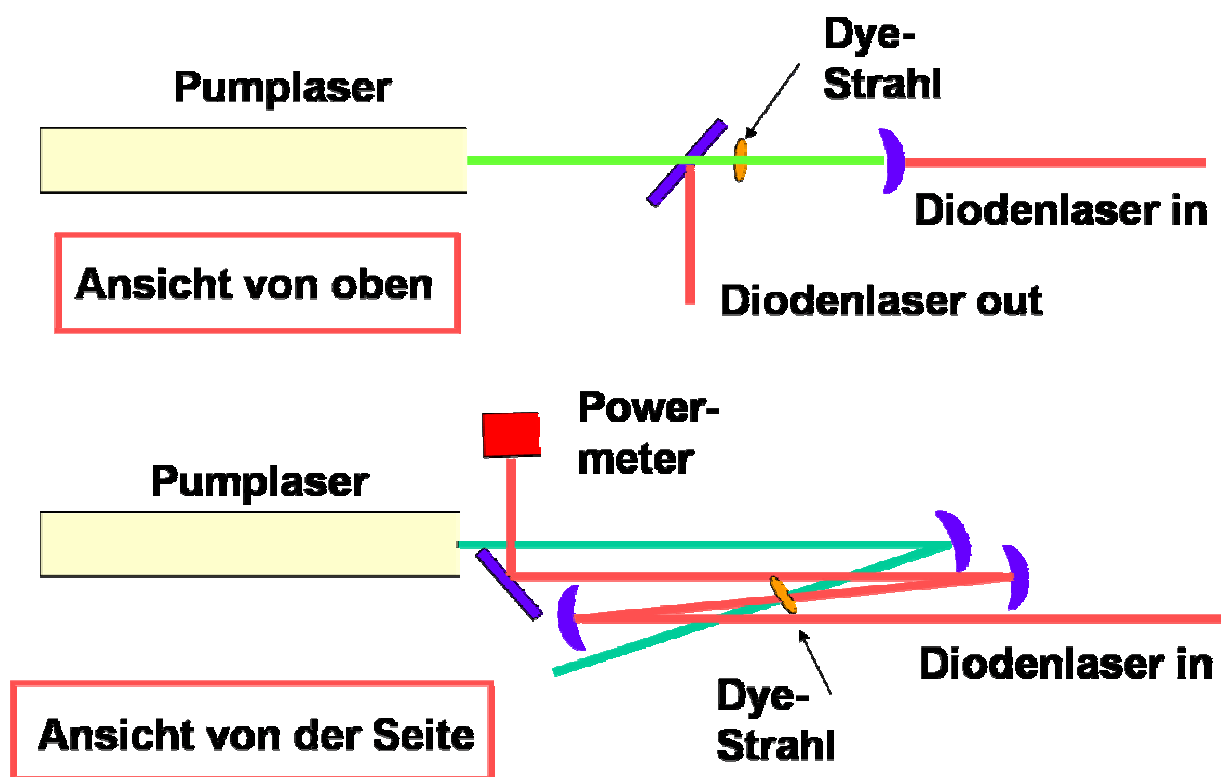 Dye-
Strahl
Pumplaser
Diodenlaser in
Ansicht von oben
Diodenlaser out
Power-
meter
Pumplaser
Diodenlaser in
Dye-
Strahl
Ansicht von der Seite